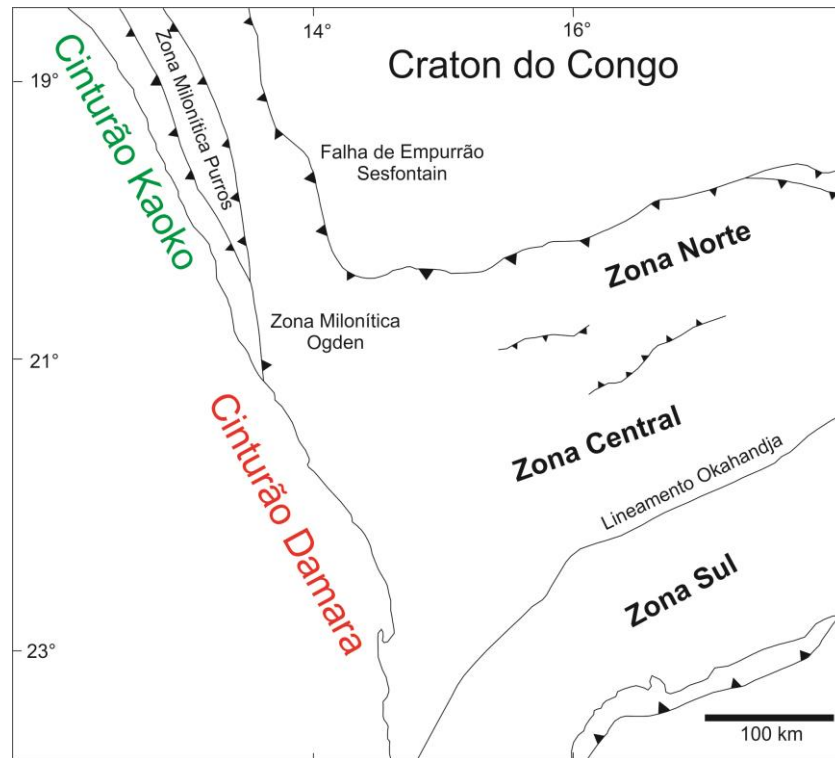 14°
16°
19°
Craton do Congo
Zona Milonítica Purros
Cinturão Kaoko
Falha de Empurrão
Sesfontain
Zona Norte
Zona Milonítica
Ogden
21°
Cinturão Damara
Zona Central
Lineamento Okahandja
Zona Sul
23°
100 km